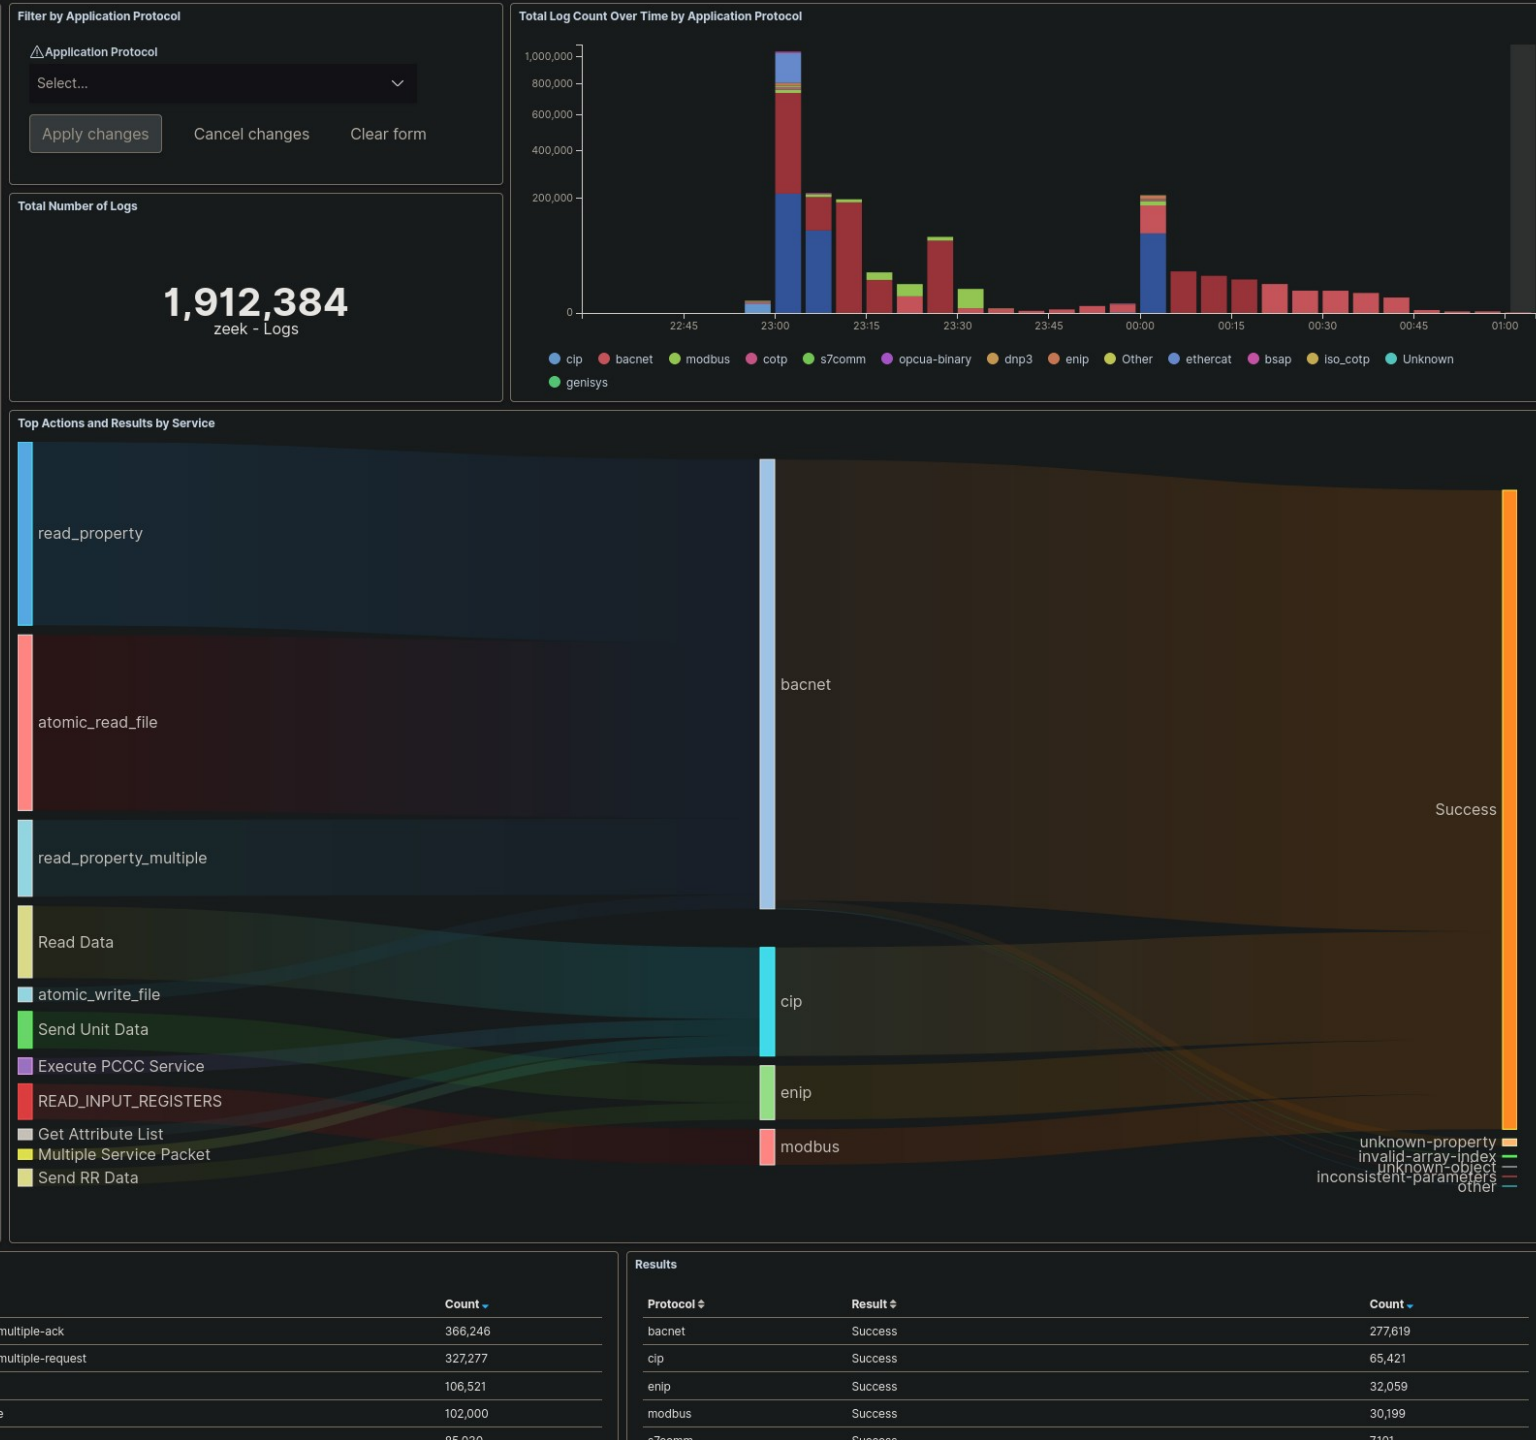 Filter by Application Protocol
Application Protocol
Select...
Apply changes
Cancel changes
Clear form
Total Number of Logs
1,912,384
zeek - Logs
Total Log Count Over Time by Application Protocol
1,000,000
800,000
600,000
400,000
200,000
0
22:45 23:00 23:15 23:30 23:45 00:00 00:15 00:30 00:45 01:00
cip bacnet modbus cotp s7comm opcua-binary dnp3 enip Other ethercat bsap iso_cotp Unknown
genisys
Top Actions and Results by Service
read_property
atomic_read_file
read_property_multiple
Read Data
atomic_write_file
Send Unit Data
Execute PCCC Service
READ_INPUT_REGISTERS
Get Attribute List
Multiple Service Packet
Send RR Data
bacnet
cip
enip
modbus
Success
unknown-property
invalid-array-index
unknown-object
inconsistent-parameters
other
Count
multiple-ack 366,246
multiple-request 327,277
106,521
e 102,000
Results
Protocol Result Count
bacnet Success 277,619
cip Success 65,421
enip Success 32,059
modbus Success 30,199
s7comm Success